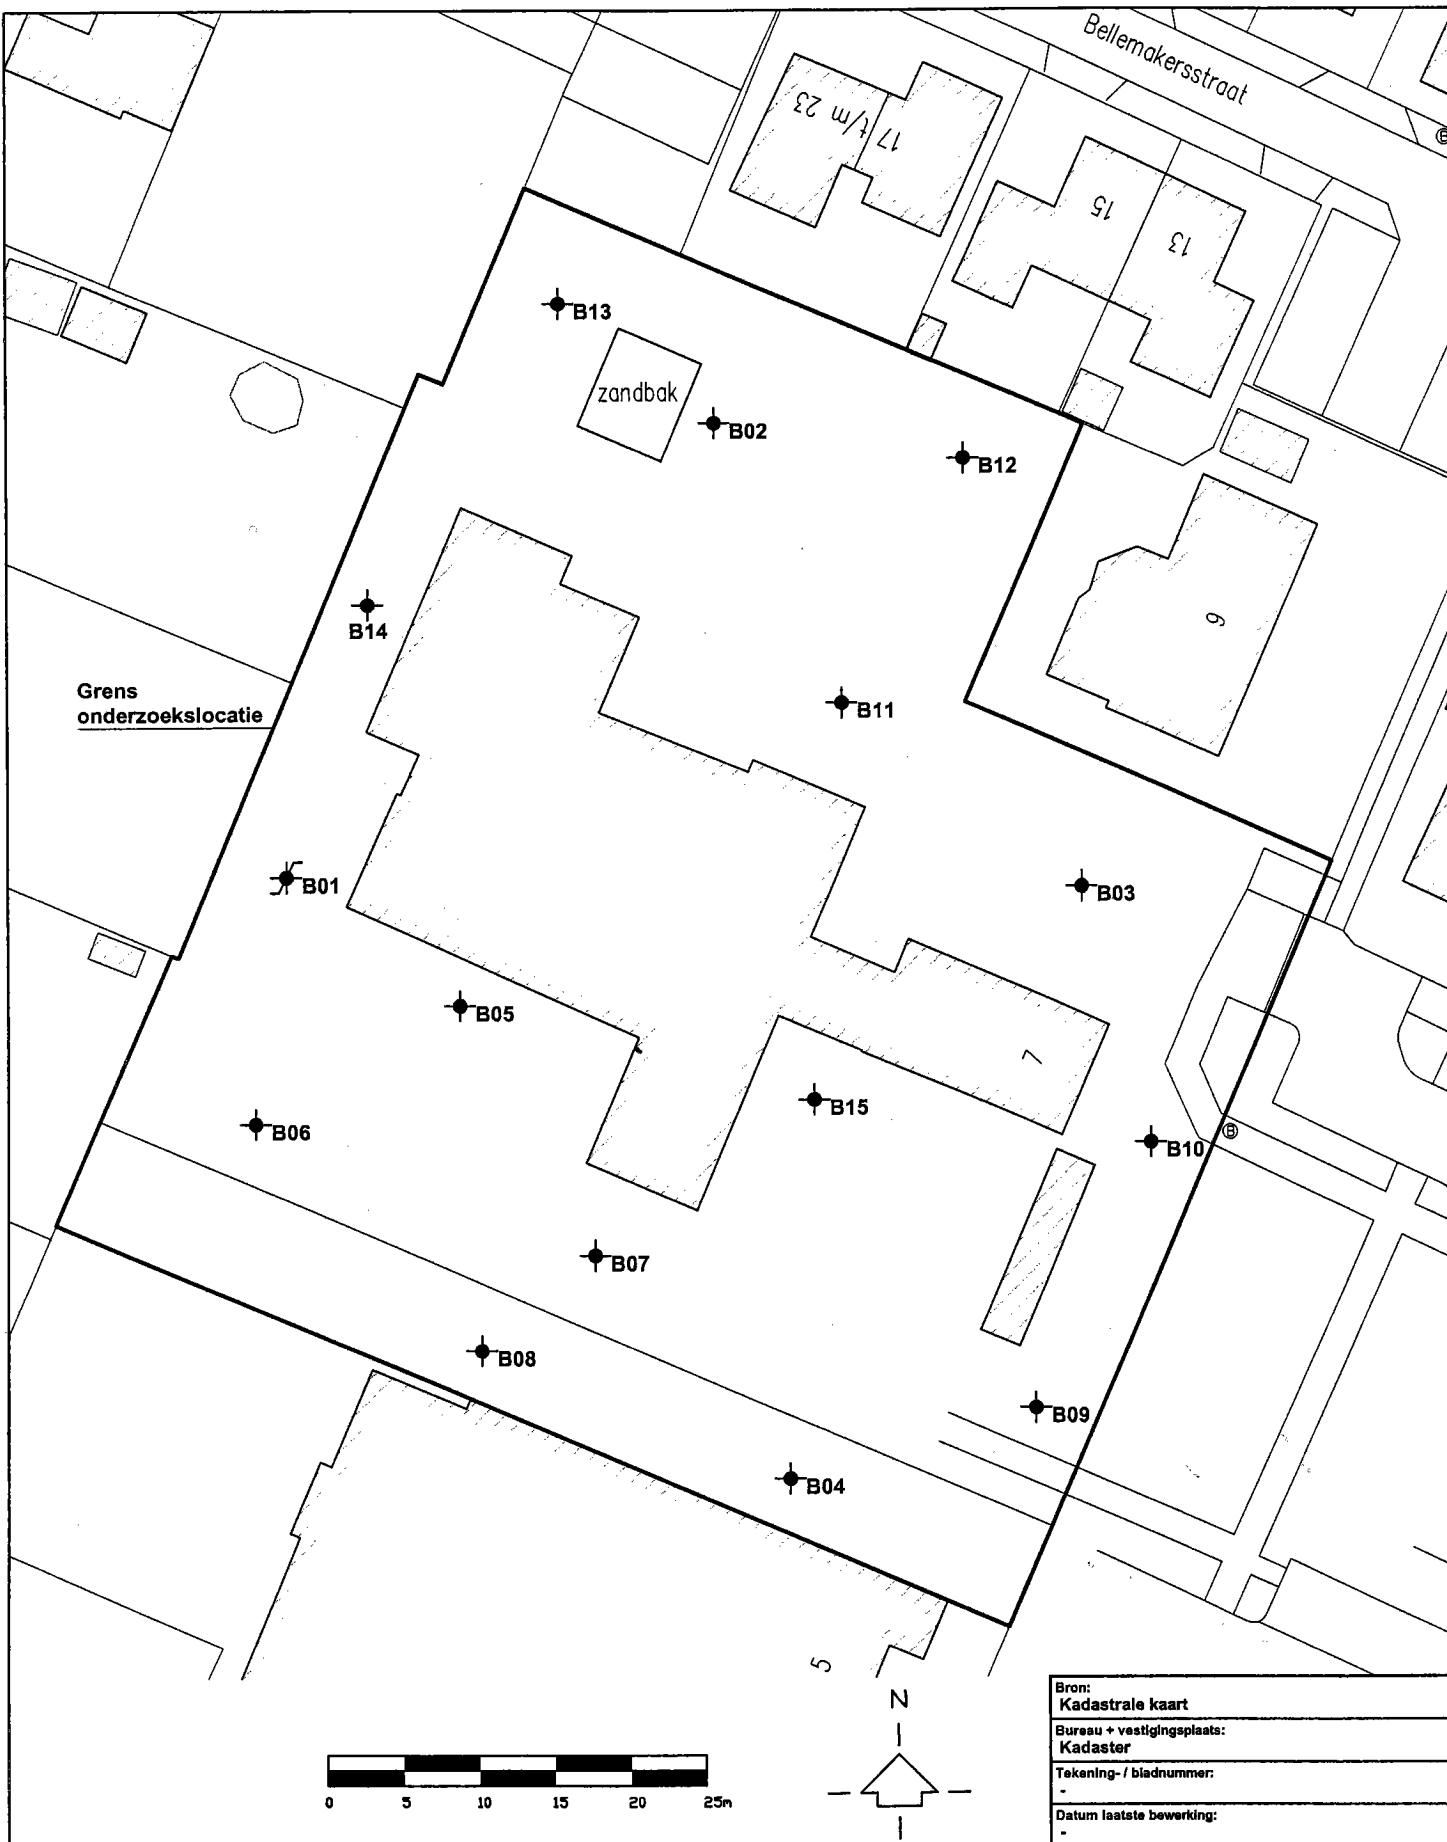 Bellemakersstraat
17 t/m 23
15
13
B13
zandbak
B02
B12
9
B14
Grens
onderzoekslocatie
B11
B01
B03
B05
7
B15
B06
B10
B
B07
B08
B09
B04
5
N
0 5 10 15 20 25m
Bron:
Kadastrale kaart
Bureau + vestigingsplaats:
Kadaster
Tekening- / bladnummer:
-
Datum laatste bewerking:
-